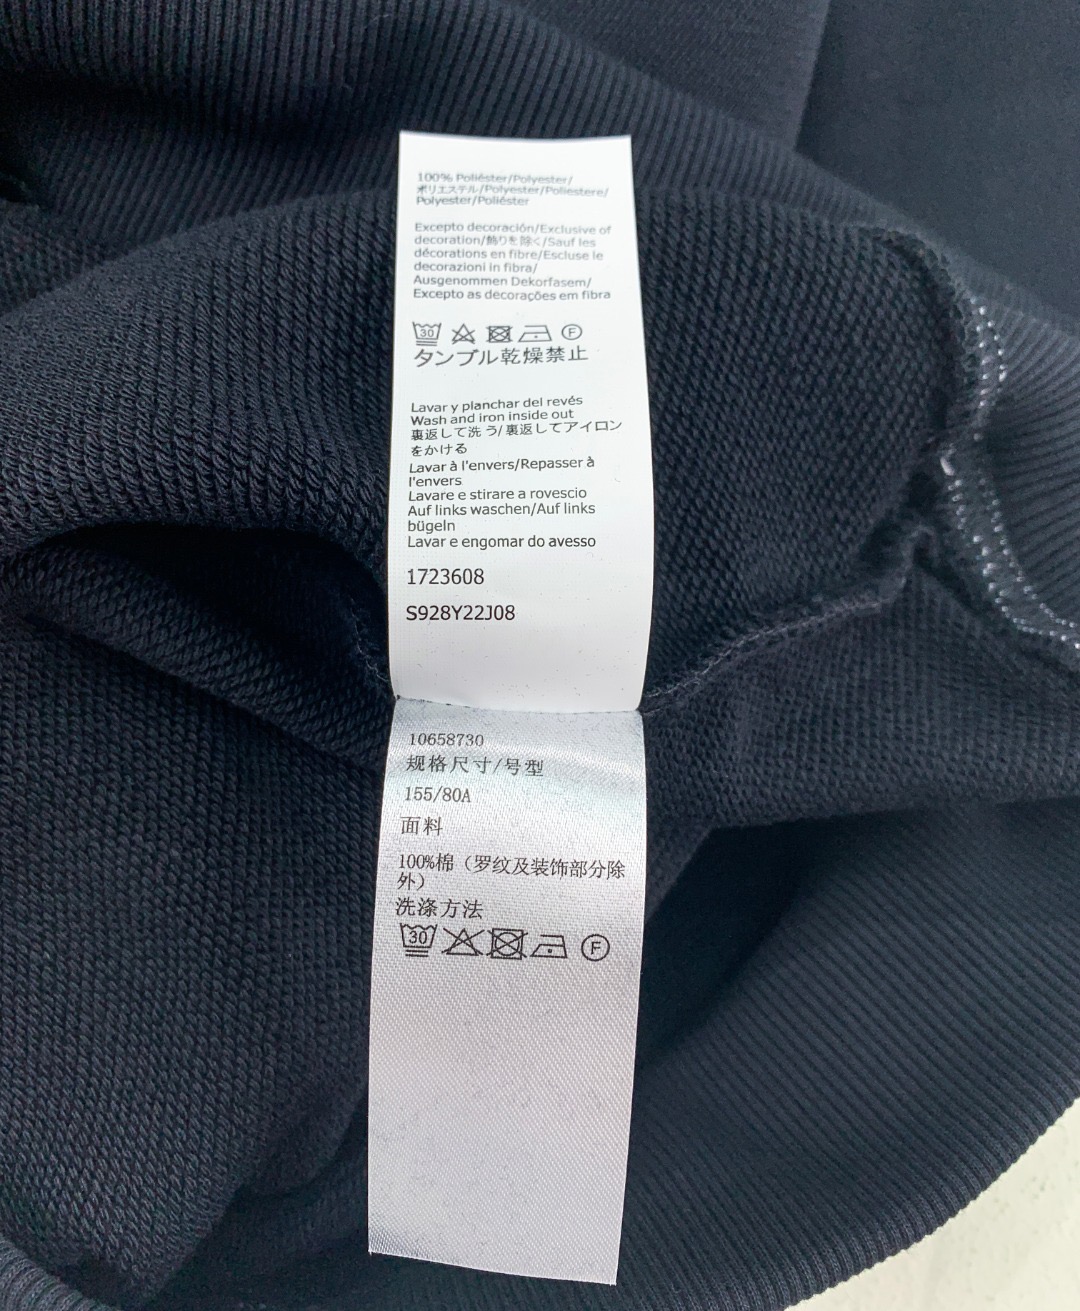 100% Poliéster/Polyester/
ポリエステル/Polyester/Poliestere/
Polyester/Poliéster
Excepto decoración/Exclusive of
decoration/飾りを除く/Sauf les
décorations en fibre/Escluse le
decorazioni in fibra/
Ausgenommen Dekorfasem/
Excepto as decorações em fibra
30 F
タンブル乾燥禁止
Lavar y planchar del revés
Wash and iron inside out
裏返して洗 う/裏返してアイロン
をかける
Lavar à l'envers/Repasser à
l'envers
Lavare e stirare a rovescio
Auf links waschen/Auf links
bügeln
Lavar e engomar do avesso
1723608
S928Y22J08
10658730
规格尺寸/号型
155/80A
面料
100%棉（罗纹及装饰部分除
外）
洗涤方法
30 F